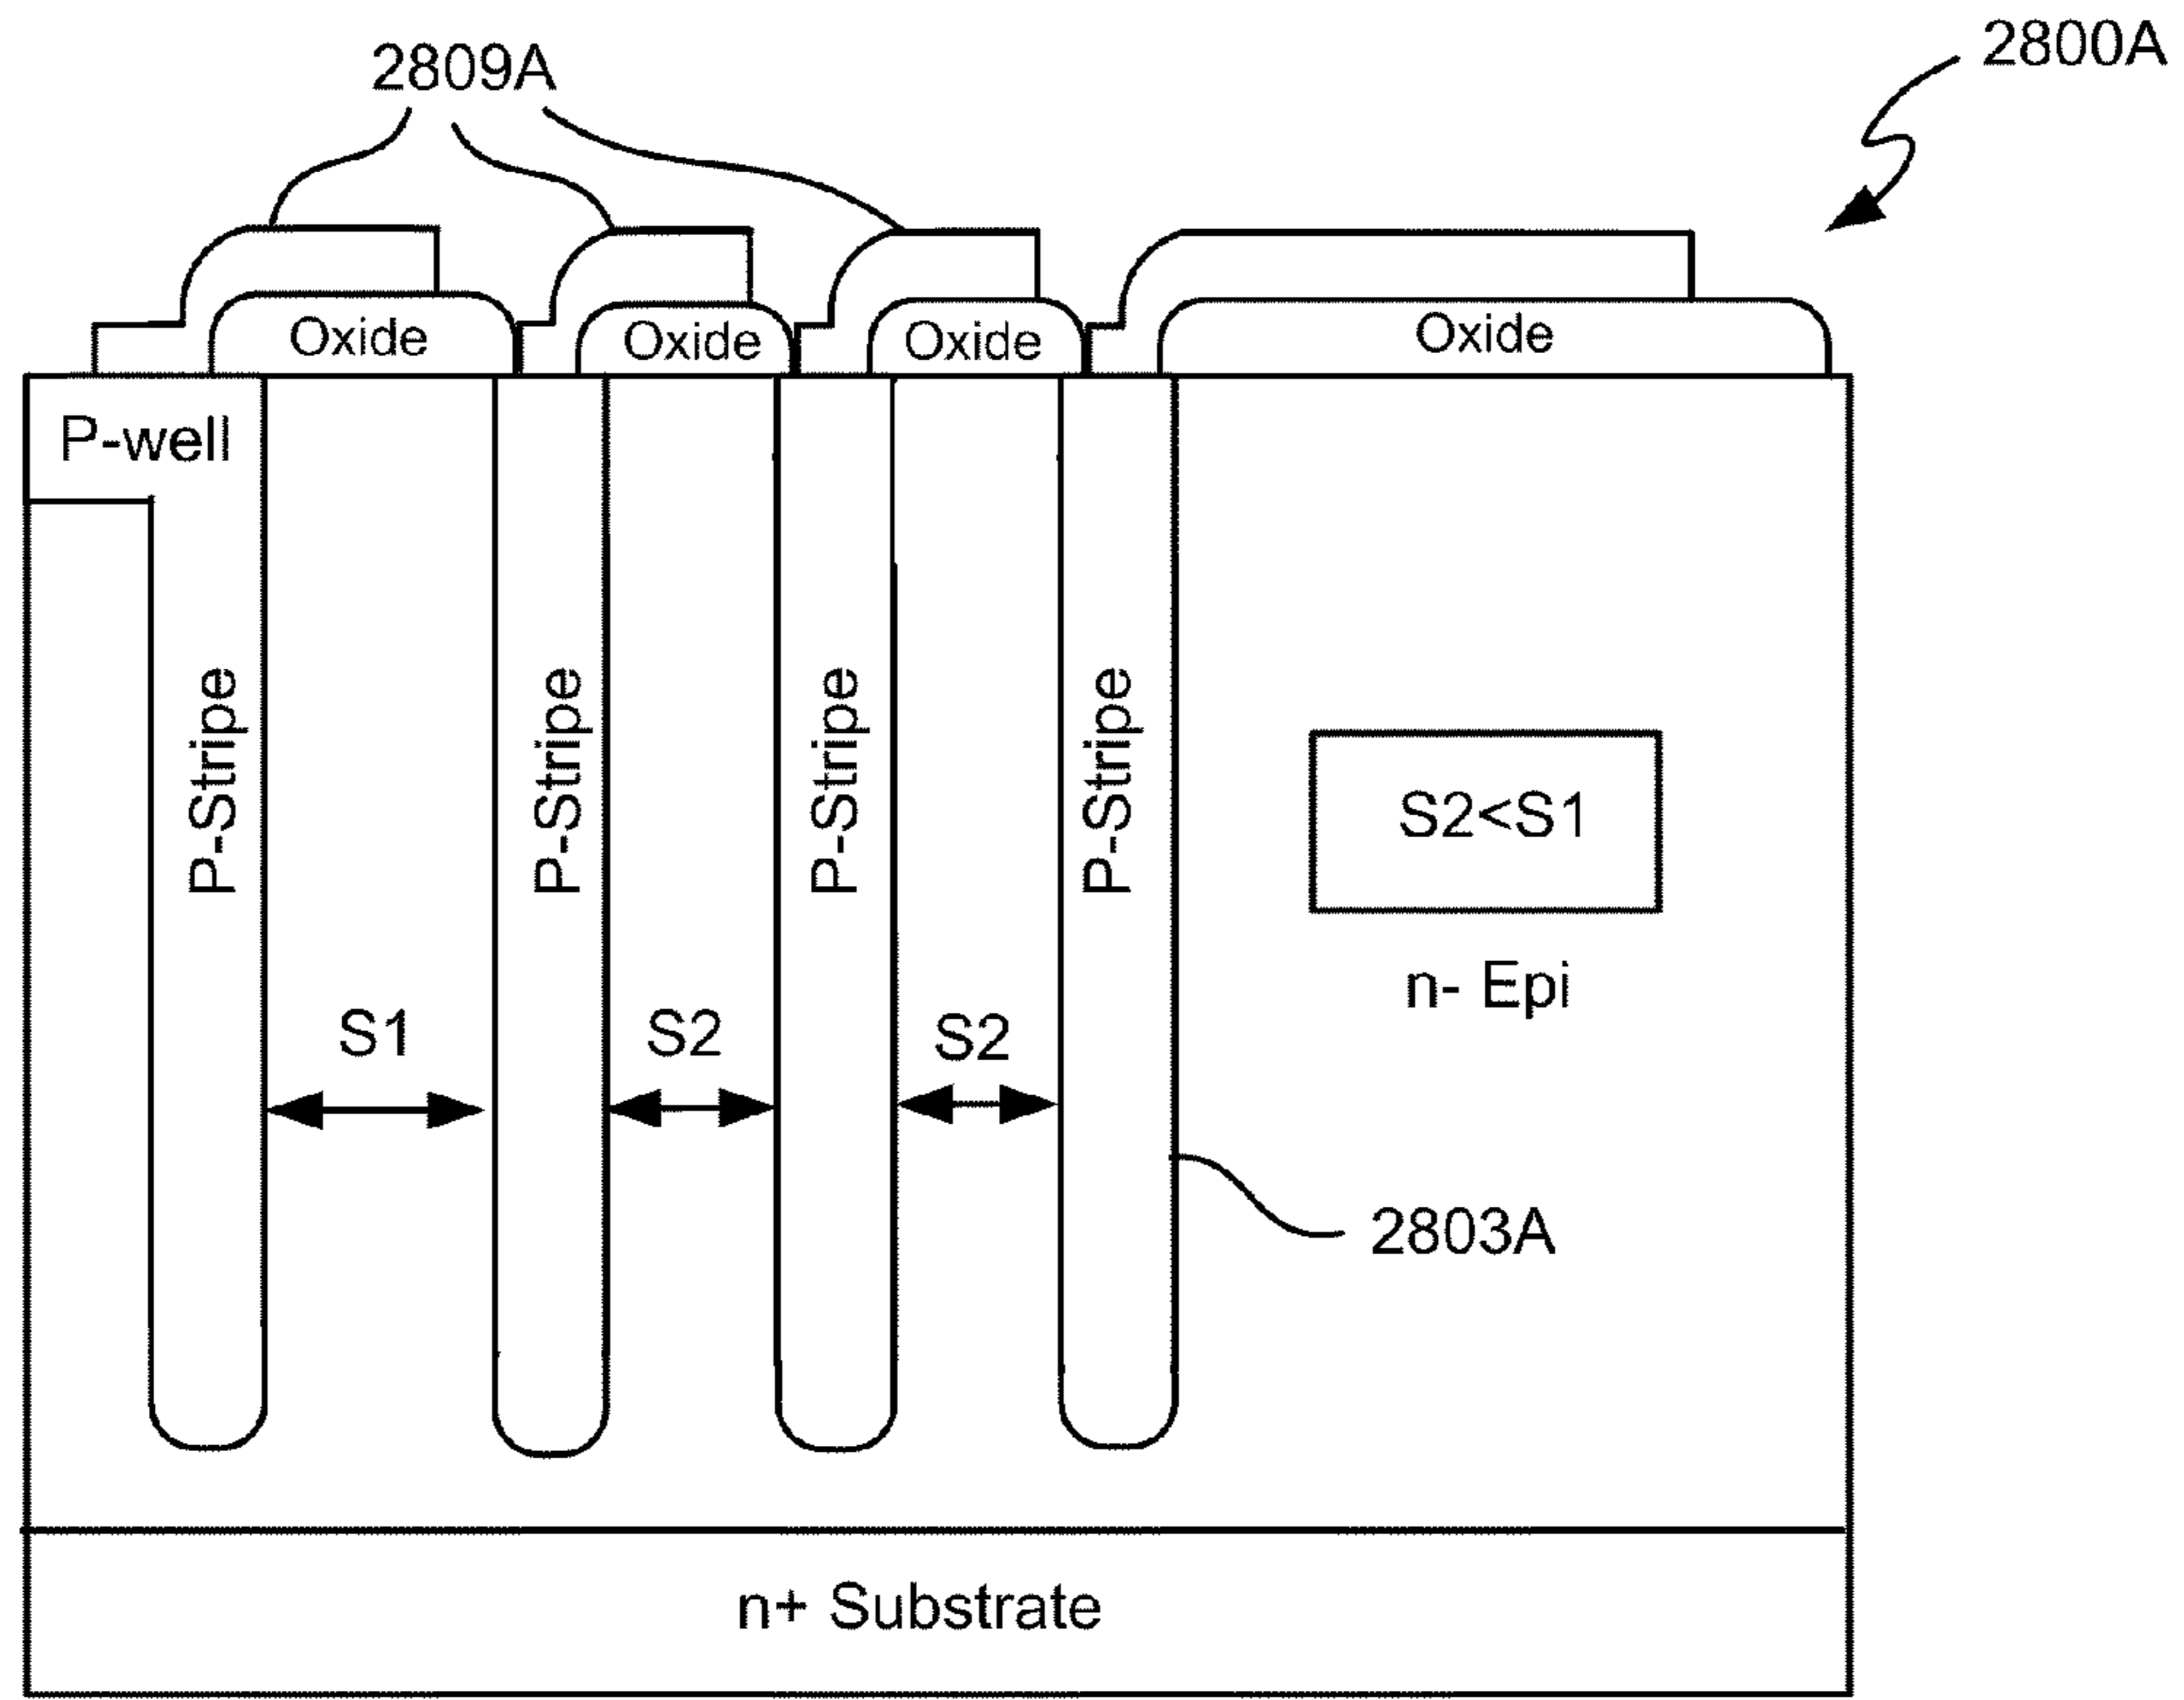 2800A
2809A
Oxide
Oxide
Oxide
Oxide
P-well
P-Stripe
P-Stripe
P-Stripe
P-Stripe
S2<S1
n- Epi
S1
S2
S2
2803A
n+ Substrate